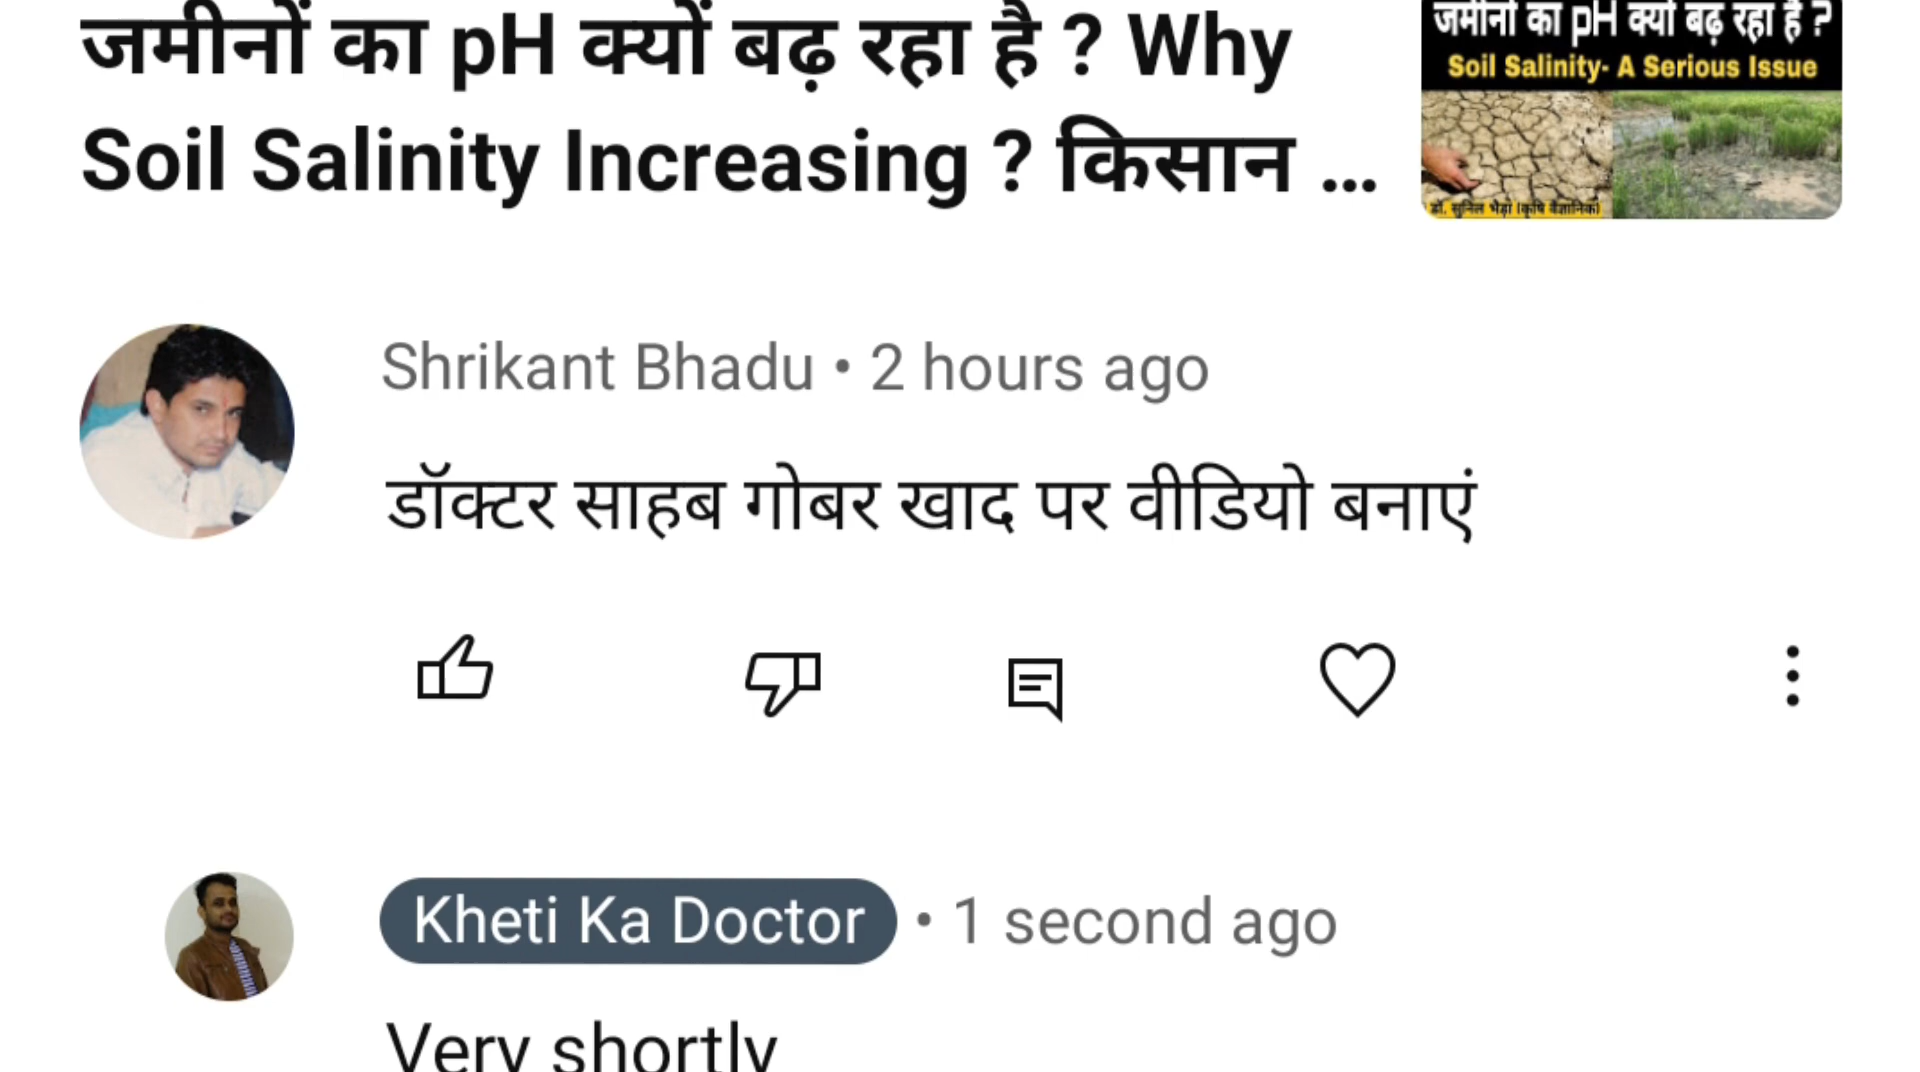 जमीनों का pH क्यों बढ़ रहा है ? Why
Soil Salinity Increasing ? किसान ...
जमीनों का pH क्यों बढ़ रहा है ?
Soil Salinity- A Serious Issue
डॉ. सुनिल भैड़ा (कृषि वैज्ञानिक)
Shrikant Bhadu • 2 hours ago
डॉक्टर साहब गोबर खाद पर वीडियो बनाएं
Kheti Ka Doctor • 1 second ago
Very shortly